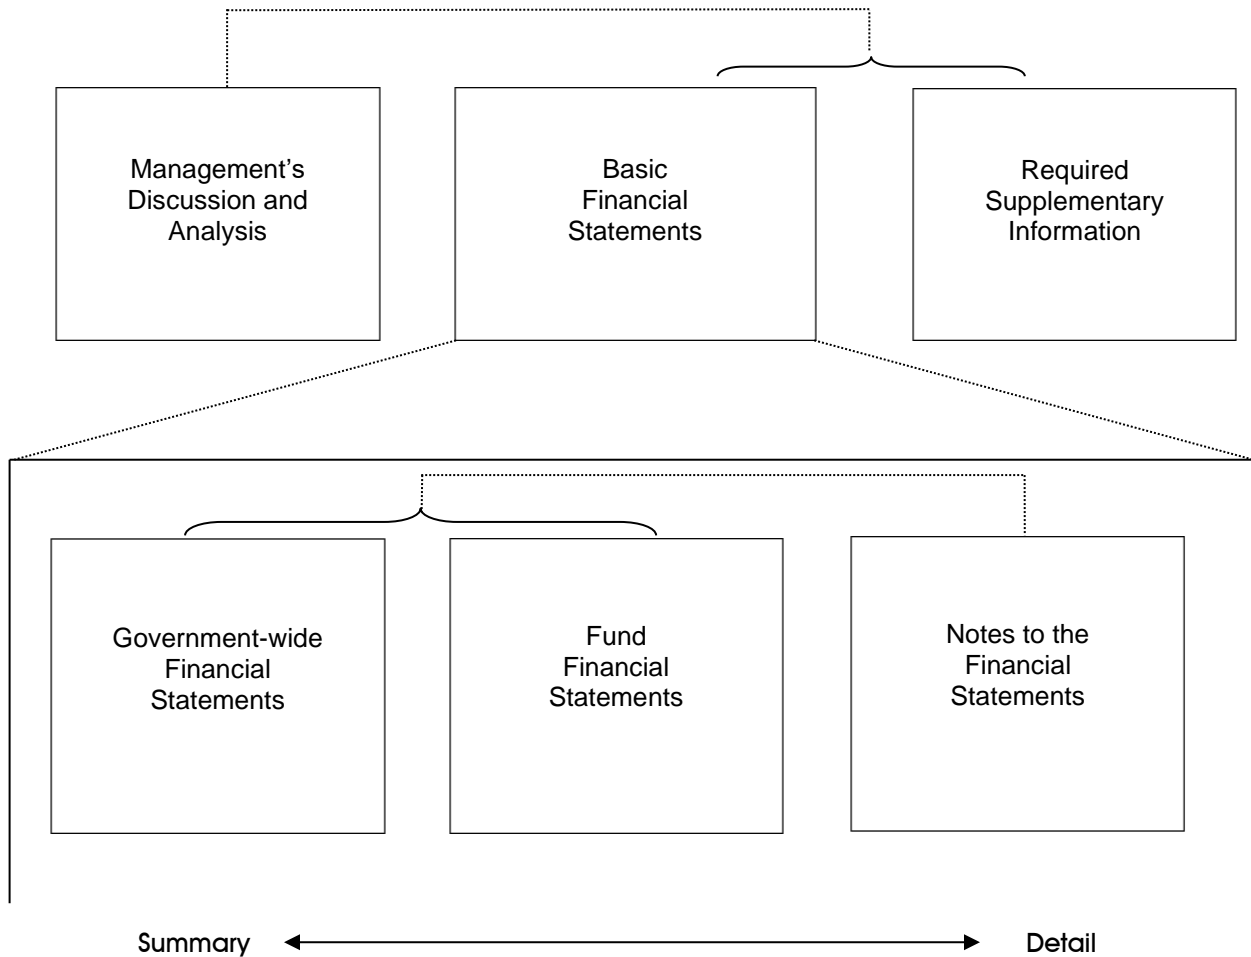 Management’s
Discussion and
Analysis
Basic
Financial
Statements
Required
Supplementary
Information
Government-wide
Financial
Statements
Fund
Financial
Statements
Notes to the
Financial
Statements
Summary
Detail